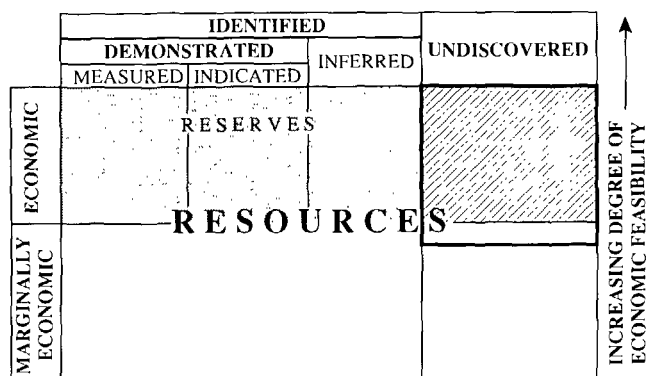 IDENTIFIED
DEMONSTRATED
INFERRED
UNDISCOVERED
MEASURED
INDICATED
ECONOMIC
RESERVES
RESOURCES
MARGINALLY
ECONOMIC
INCREASING DEGREE OF
ECONOMIC FEASIBILITY